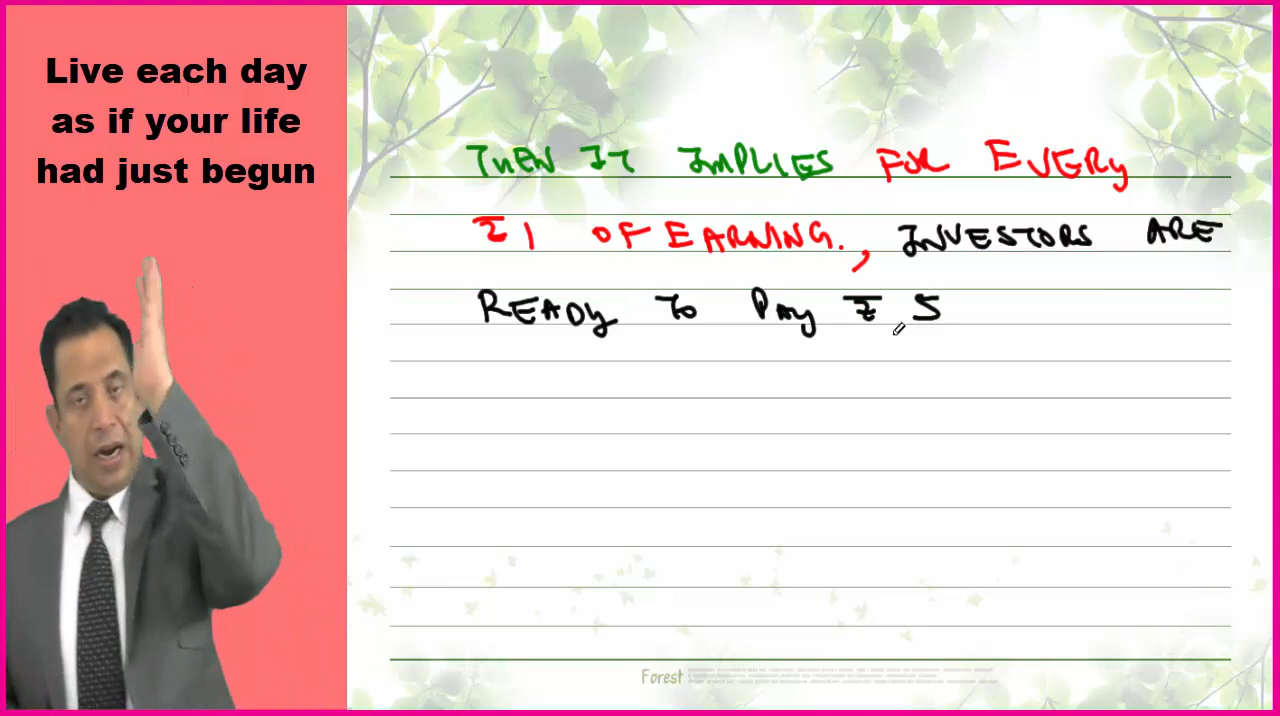 Live each day
as if your life
had just begun
THEN IT IMPLIES FOR EVERY
₹ 1 OF EARNING., INVESTORS ARE
READY TO PAY ₹ 5
Forest